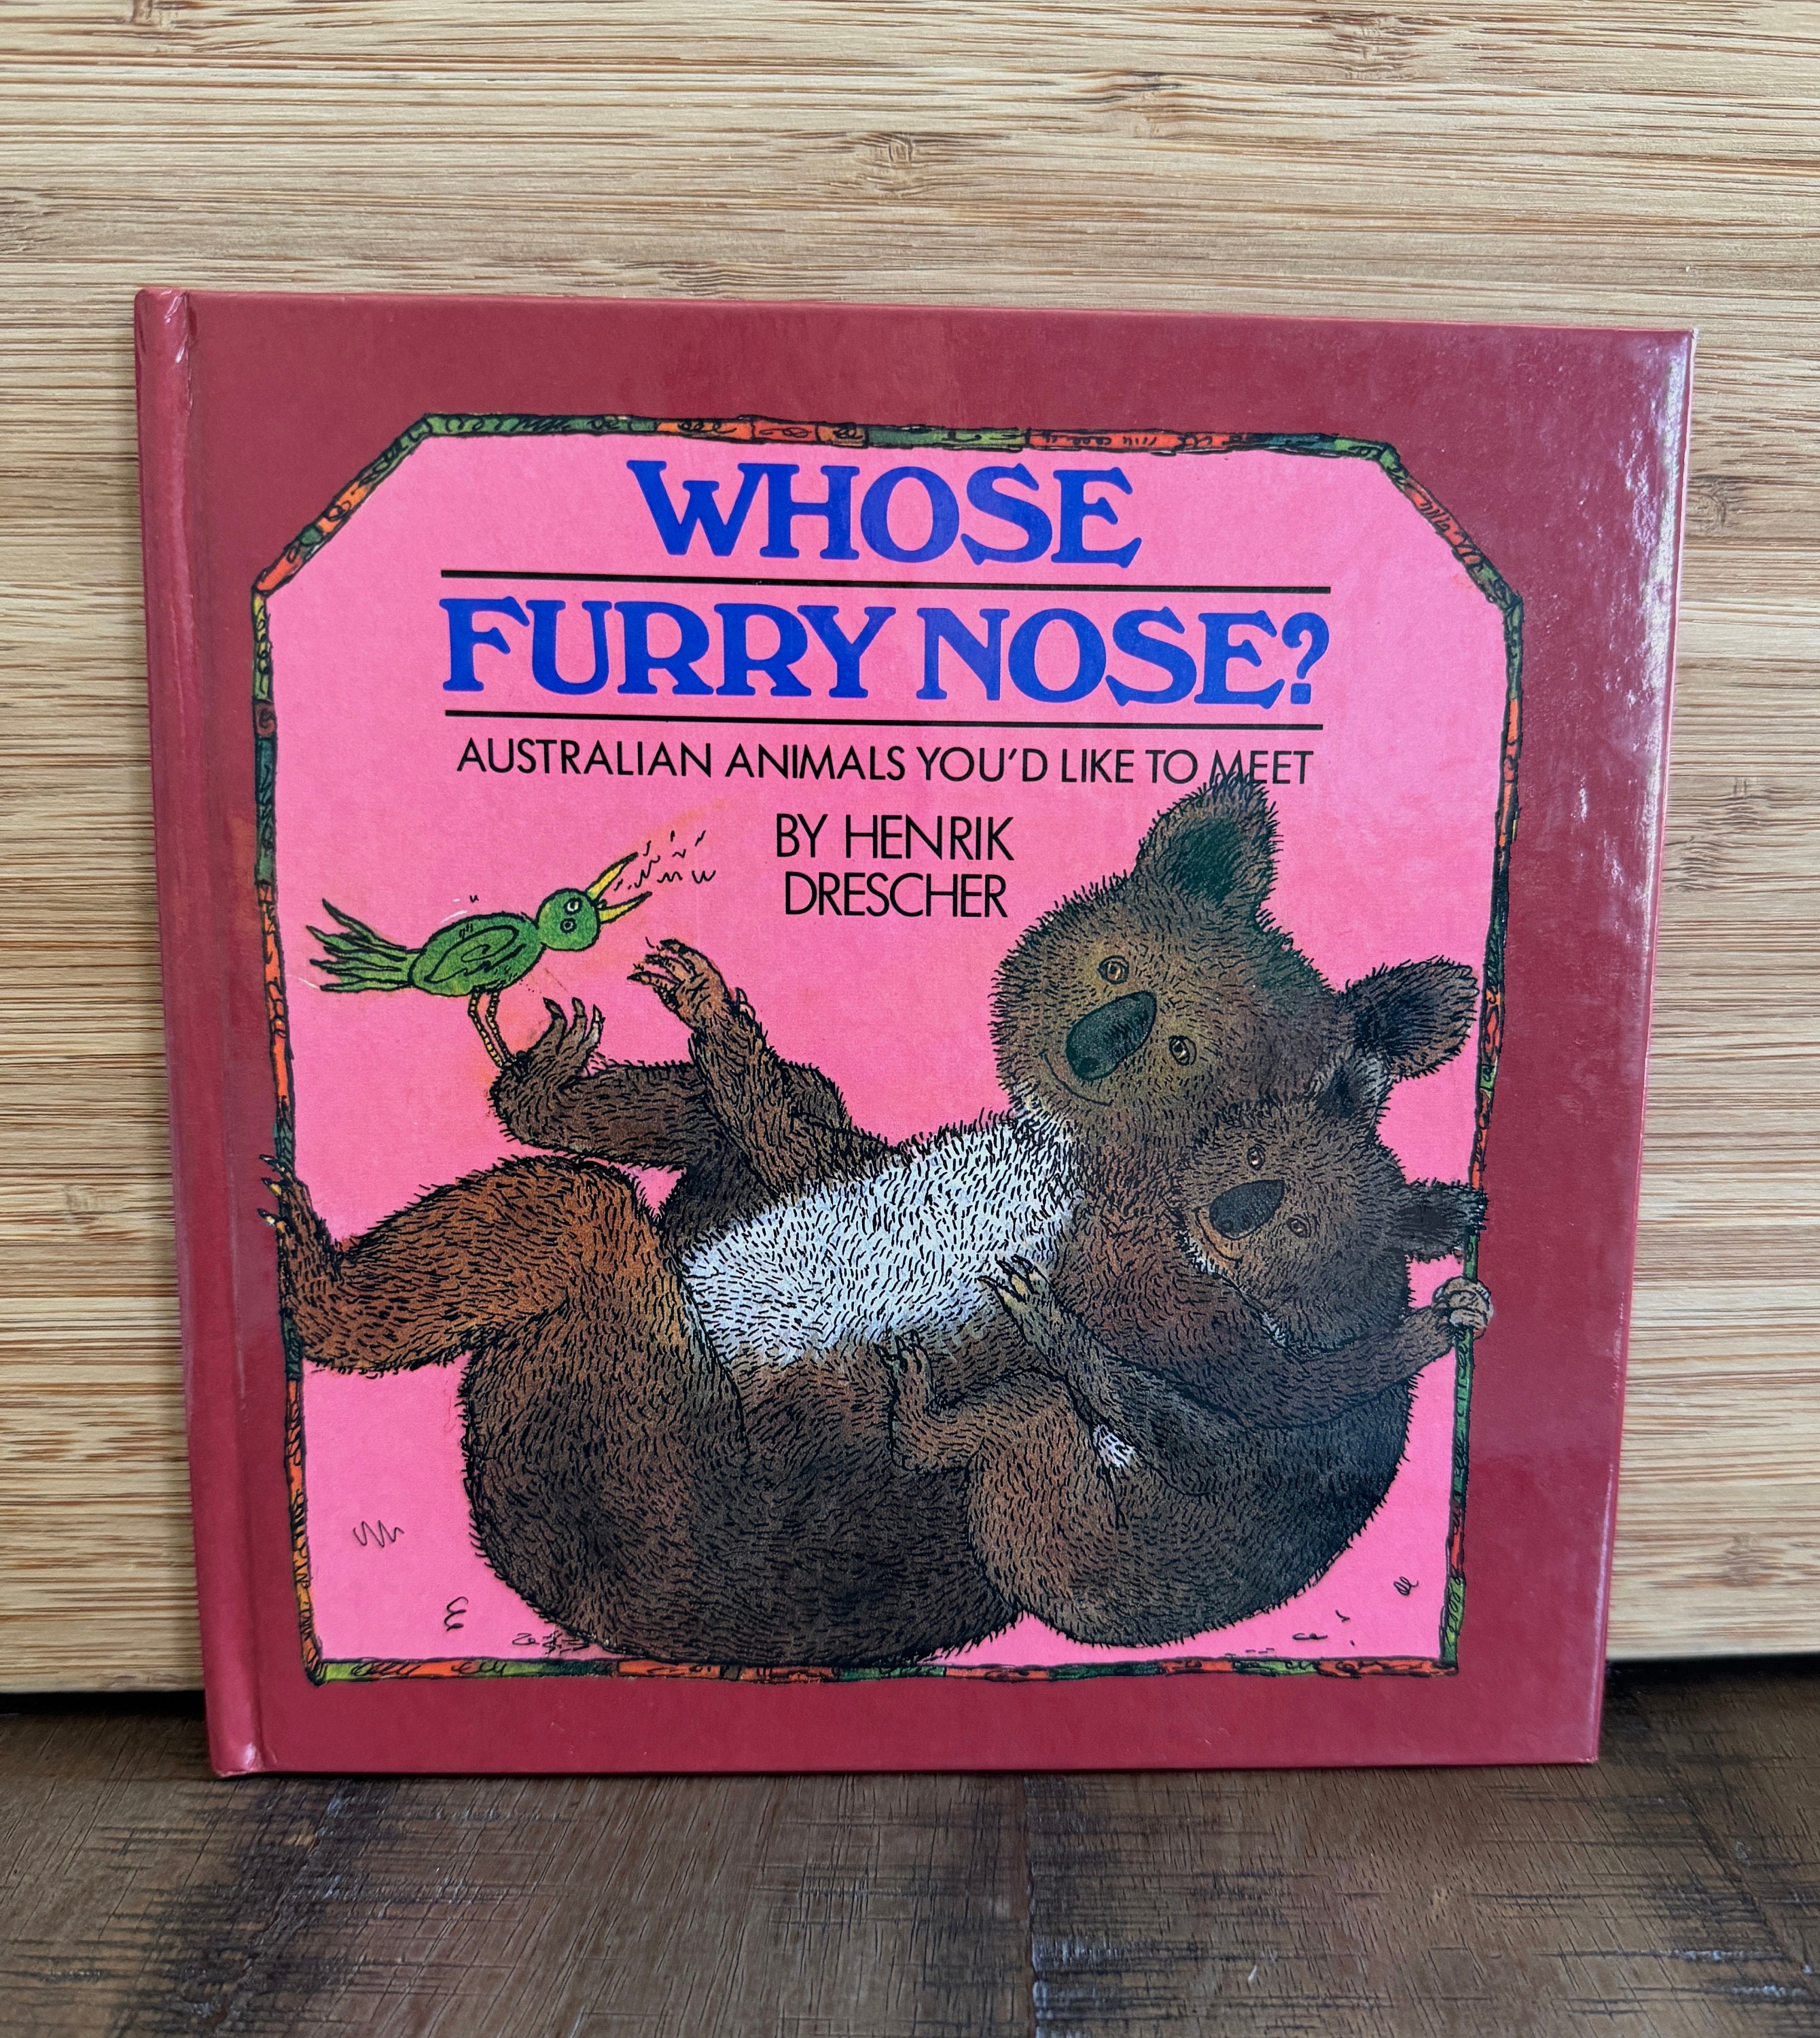 WHOSE
FURRY NOSE?
AUSTRALIAN ANIMALS YOU'D LIKE TO MEET
BY HENRIK
DRESCHER